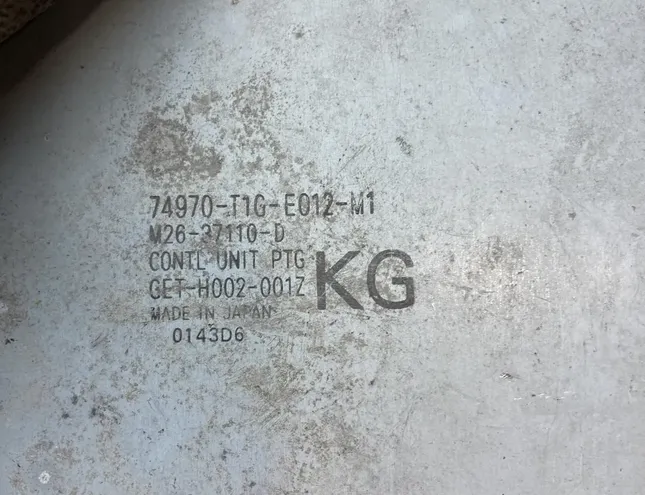 74970-T1G-E012-M1
M26-37110-D
CONTL UNIT PTG
GET-H002-001Z
KG
MADE IN JAPAN
0143D6